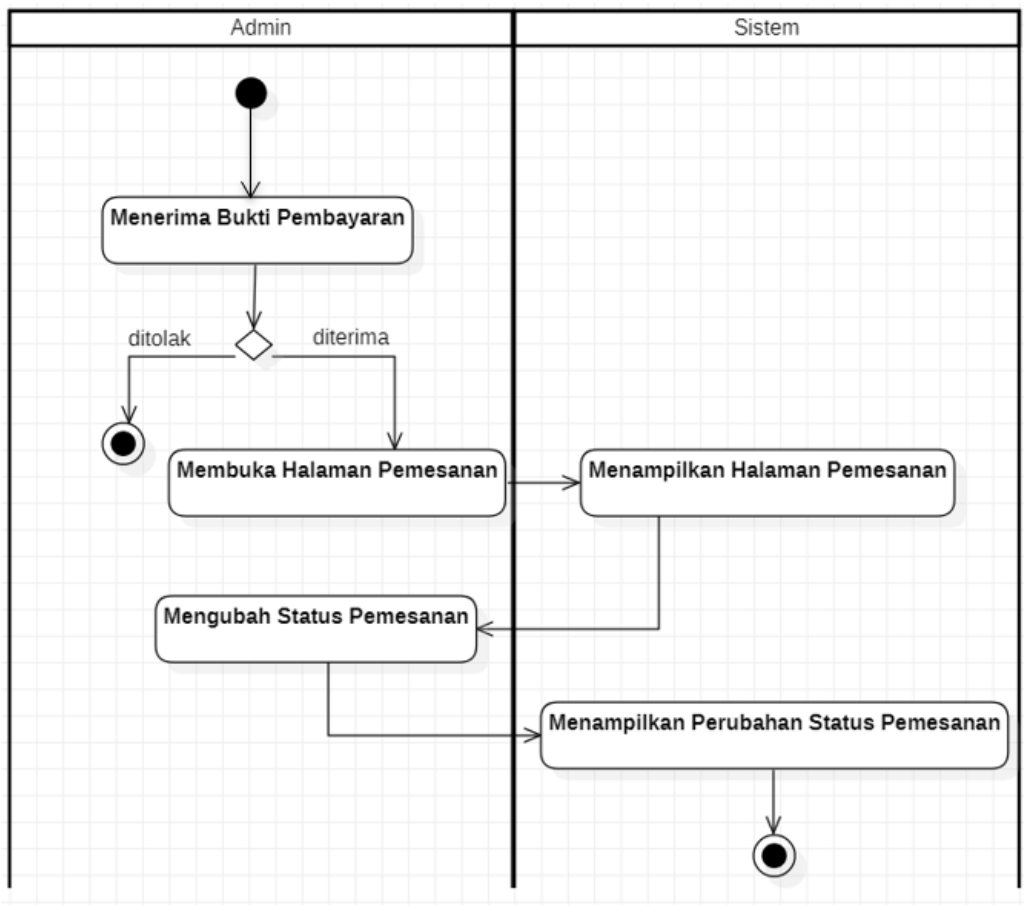 Admin
Sistem
Menerima Bukti Pembayaran
ditolak
diterima
Membuka Halaman Pemesanan
Menampilkan Halaman Pemesanan
Mengubah Status Pemesanan
Menampilkan Perubahan Status Pemesanan